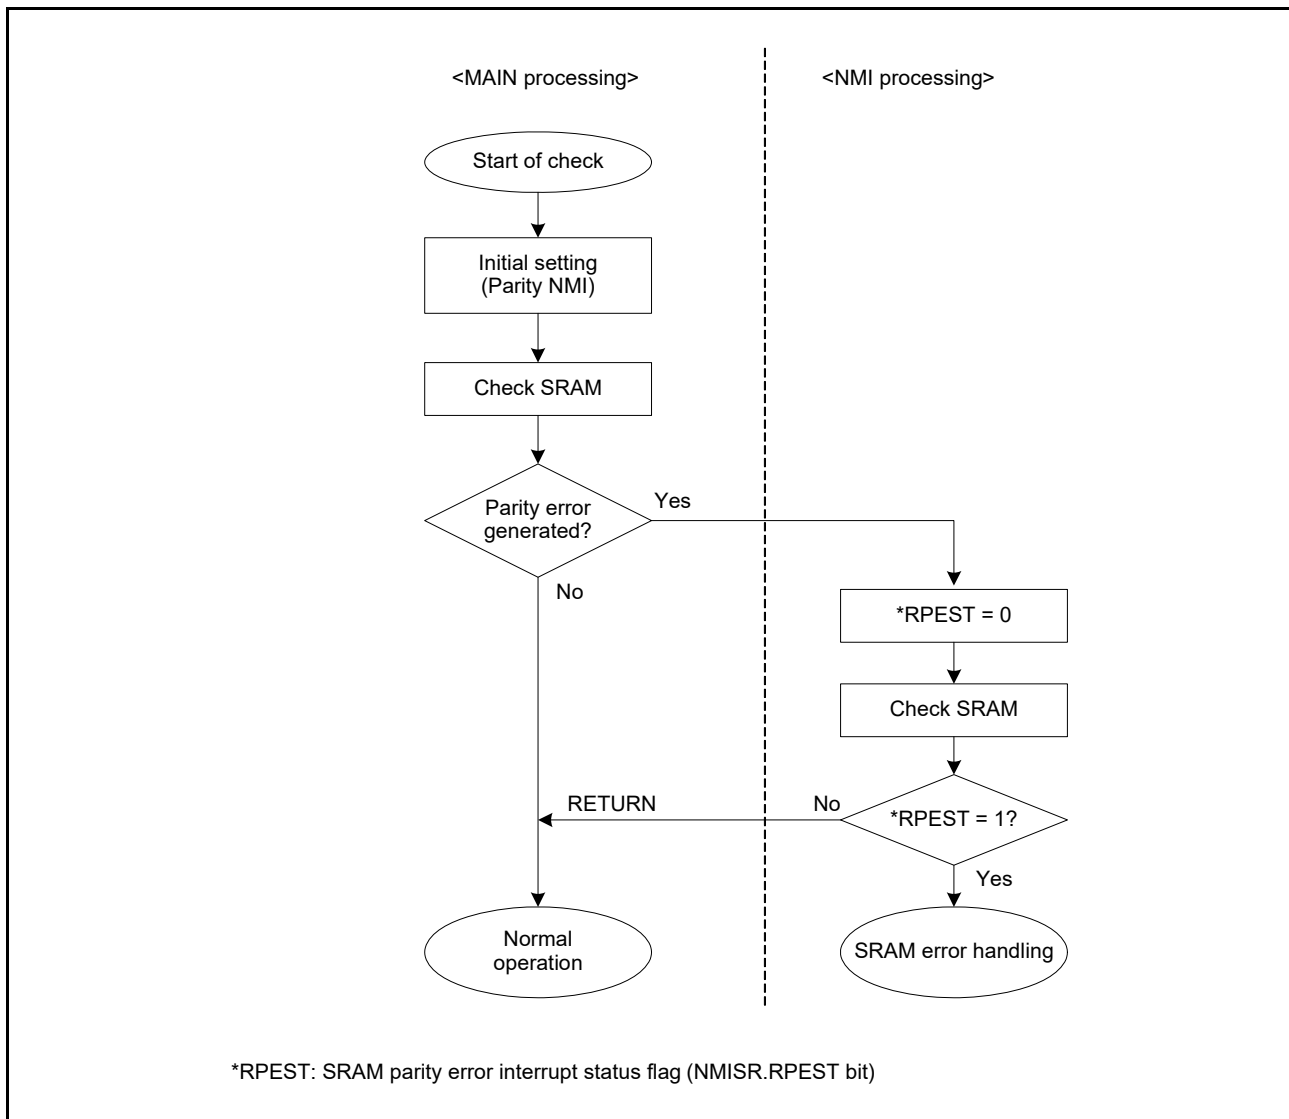 <MAIN processing>
<NMI processing>
Start of check
Initial setting
(Parity NMI)
Check SRAM
Parity error
generated?
Yes
No
*RPEST = 0
Check SRAM
*RPEST = 1?
No
RETURN
Yes
Normal
operation
SRAM error handling
*RPEST: SRAM parity error interrupt status flag (NMISR.RPEST bit)